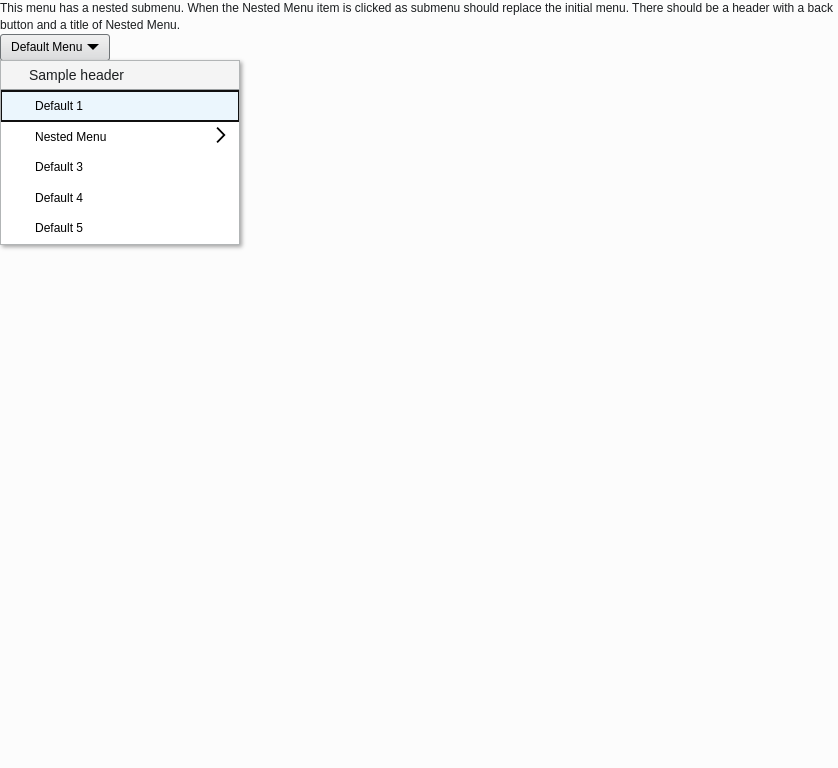 This menu has a nested submenu. When the Nested Menu item is clicked as submenu should replace the initial menu. There should be a header with a back
button and a title of Nested Menu.
Default Menu
Sample header
Default 1
Nested Menu
Default 3
Default 4
Default 5